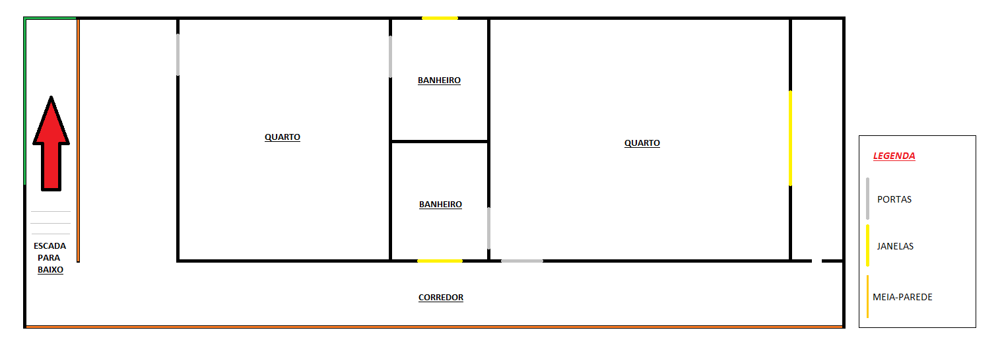 BANHEIRO
QUARTO
QUARTO
BANHEIRO
ESCADA
PARA
BAIXO
CORREDOR
LEGENDA
PORTAS
JANELAS
MEIA-PAREDE